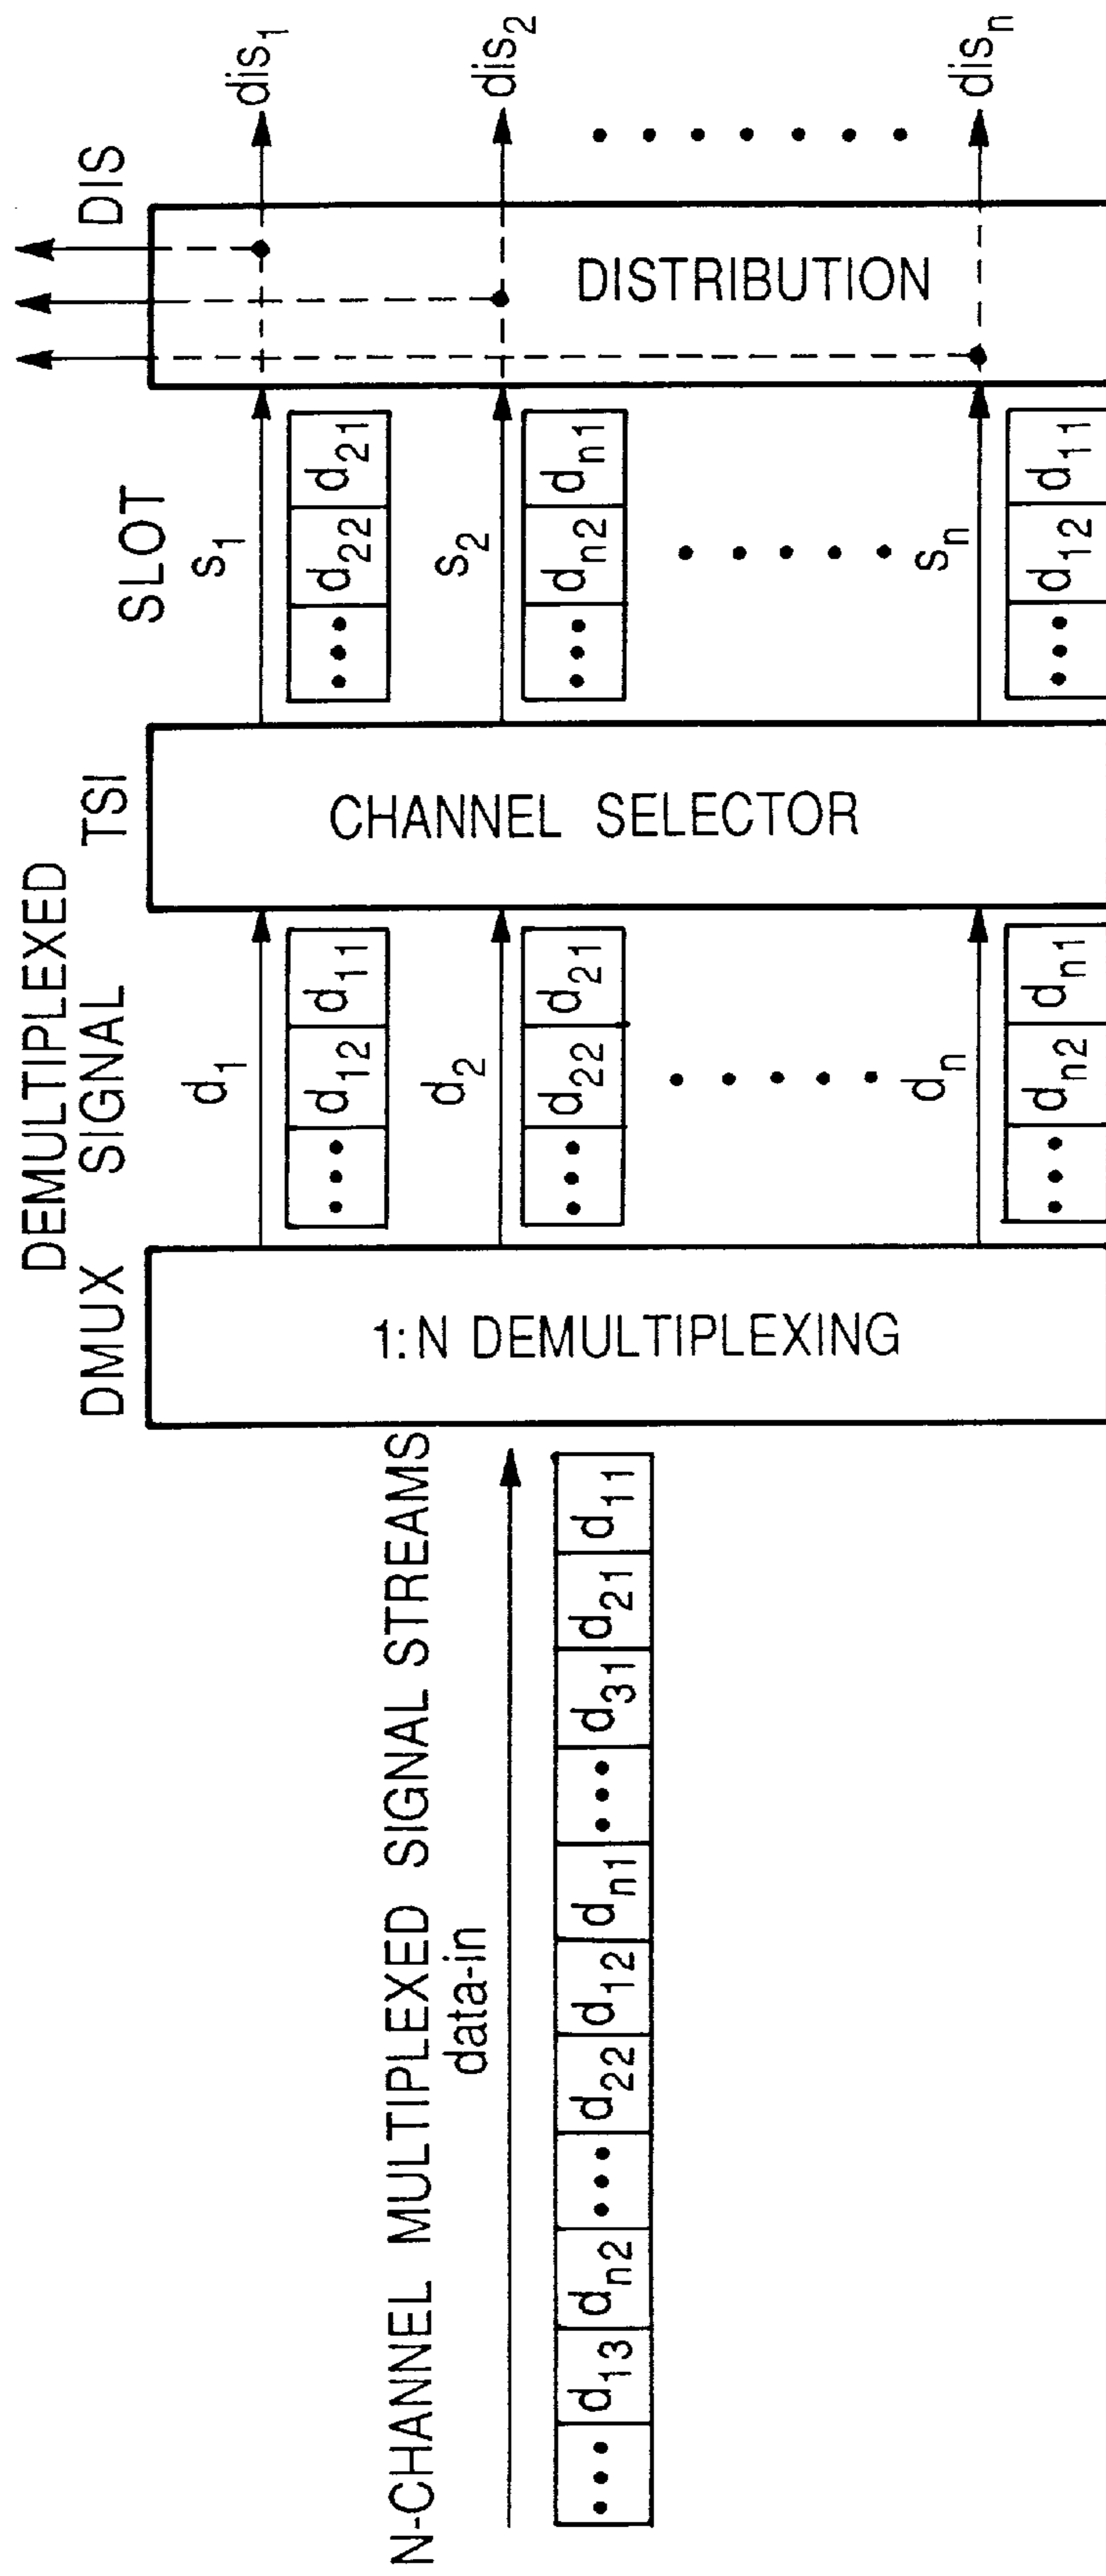 N-CHANNEL MULTIPLEXED SIGNAL STREAMS
data-in
••• d13 dn2 ••• d22 d12 dn1 ••• d31 d21 d11
DMUX
1:N DEMULTIPLEXING
DEMULTIPLEXED
SIGNAL
d1
••• d12 d11
d2
••• d22 d21
dn
••• dn2 dn1
TSI
CHANNEL SELECTOR
SLOT
s1
••• d22 d21
s2
••• dn2 dn1
sn
••• d12 d11
DIS
DISTRIBUTION
dis1
dis2
disn